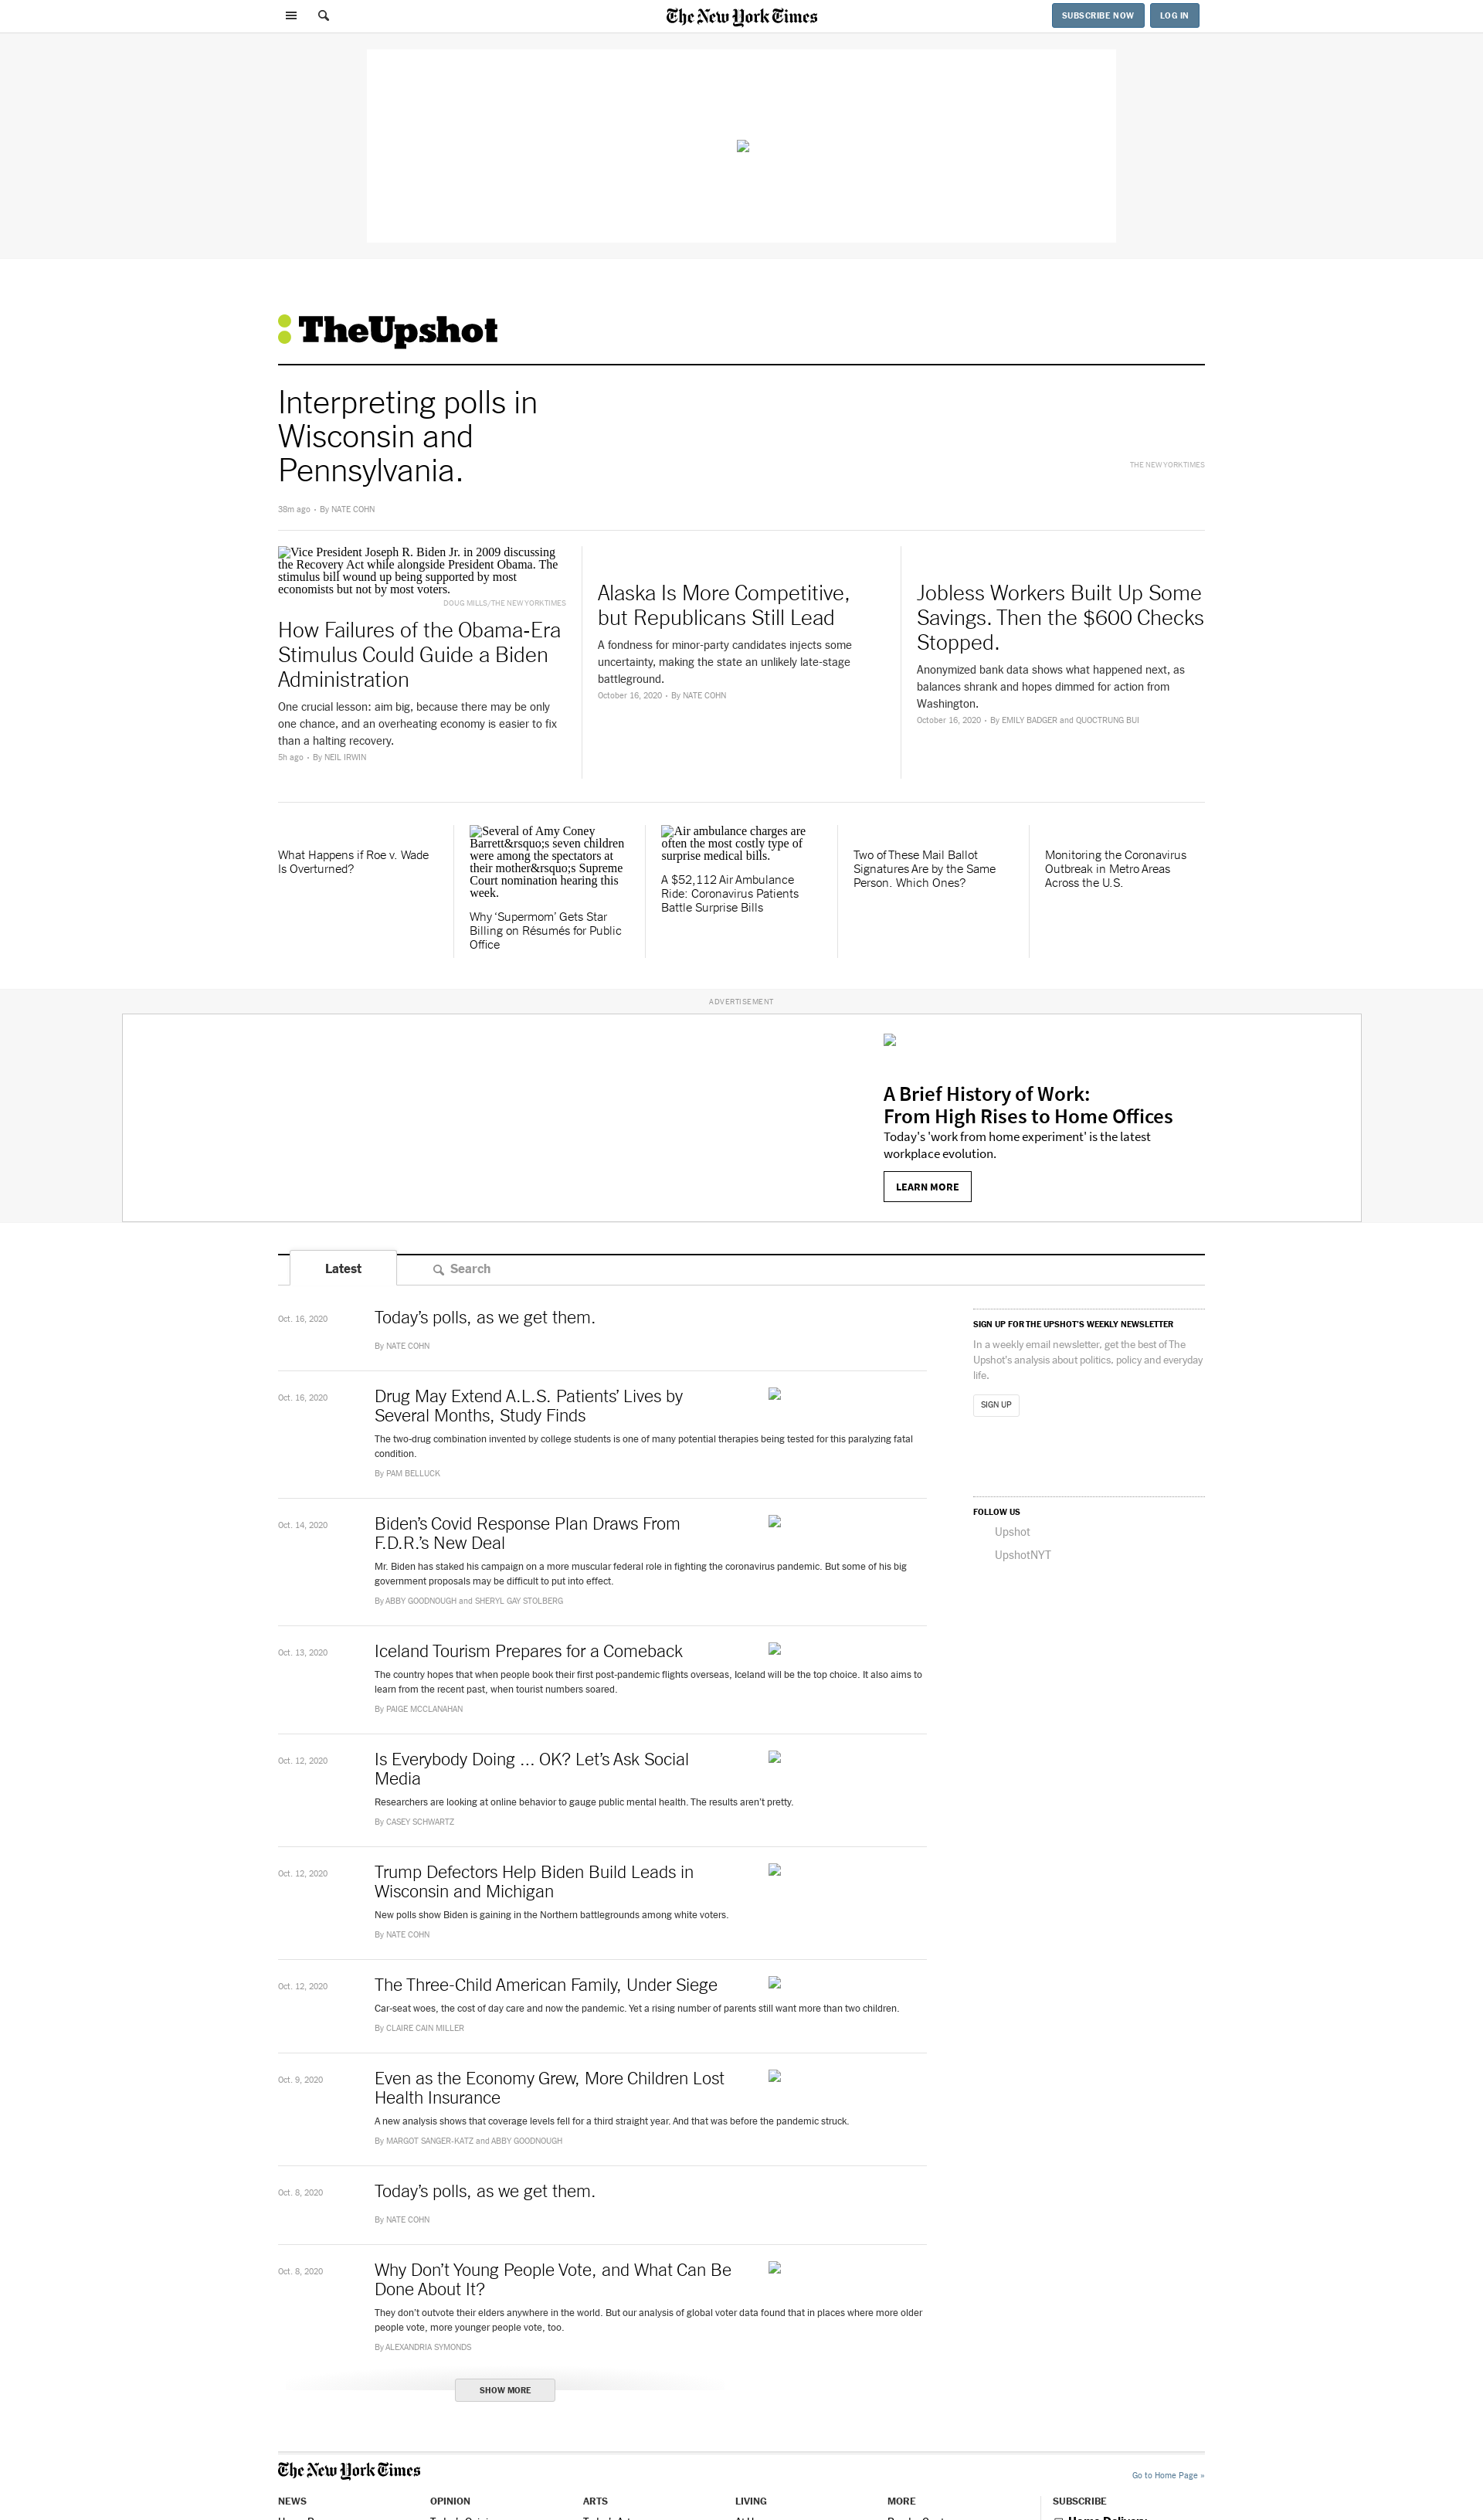 The New York Times
SUBSCRIBE NOW
LOG IN
TheUpshot
Interpreting polls in
Wisconsin and
Pennsylvania.
38m ago • By NATE COHN
THE NEW YORK TIMES
Vice President Joseph R. Biden Jr. in 2009 discussing
the Recovery Act while alongside President Obama. The
stimulus bill wound up being supported by most
economists but not by most voters.
DOUG MILLS/THE NEW YORK TIMES
How Failures of the Obama-Era
Stimulus Could Guide a Biden
Administration
One crucial lesson: aim big, because there may be only
one chance, and an overheating economy is easier to fix
than a halting recovery.
5h ago • By NEIL IRWIN
Alaska Is More Competitive,
but Republicans Still Lead
A fondness for minor-party candidates injects some
uncertainty, making the state an unlikely late-stage
battleground.
October 16, 2020 • By NATE COHN
Jobless Workers Built Up Some
Savings. Then the $600 Checks
Stopped.
Anonymized bank data shows what happened next, as
balances shrank and hopes dimmed for action from
Washington.
October 16, 2020 • By EMILY BADGER and QUOCTRUNG BUI
What Happens if Roe v. Wade
Is Overturned?
Several of Amy Coney
Barrett&rsquo;s seven children
were among the spectators at
their mother&rsquo;s Supreme
Court nomination hearing this
week.
Why ‘Supermom’ Gets Star
Billing on Résumés for Public
Office
Air ambulance charges are
often the most costly type of
surprise medical bills.
A $52,112 Air Ambulance
Ride: Coronavirus Patients
Battle Surprise Bills
Two of These Mail Ballot
Signatures Are by the Same
Person. Which Ones?
Monitoring the Coronavirus
Outbreak in Metro Areas
Across the U.S.
ADVERTISEMENT
A Brief History of Work:
From High Rises to Home Offices
Today's 'work from home experiment' is the latest
workplace evolution.
LEARN MORE
Latest
Search
Oct. 16, 2020
Today’s polls, as we get them.
By NATE COHN
Oct. 16, 2020
Drug May Extend A.L.S. Patients’ Lives by
Several Months, Study Finds
The two-drug combination invented by college students is one of many potential therapies being tested for this paralyzing fatal
condition.
By PAM BELLUCK
Oct. 14, 2020
Biden’s Covid Response Plan Draws From
F.D.R.’s New Deal
Mr. Biden has staked his campaign on a more muscular federal role in fighting the coronavirus pandemic. But some of his big
government proposals may be difficult to put into effect.
By ABBY GOODNOUGH and SHERYL GAY STOLBERG
Oct. 13, 2020
Iceland Tourism Prepares for a Comeback
The country hopes that when people book their first post-pandemic flights overseas, Iceland will be the top choice. It also aims to
learn from the recent past, when tourist numbers soared.
By PAIGE MCCLANAHAN
Oct. 12, 2020
Is Everybody Doing ... OK? Let’s Ask Social
Media
Researchers are looking at online behavior to gauge public mental health. The results aren’t pretty.
By CASEY SCHWARTZ
Oct. 12, 2020
Trump Defectors Help Biden Build Leads in
Wisconsin and Michigan
New polls show Biden is gaining in the Northern battlegrounds among white voters.
By NATE COHN
Oct. 12, 2020
The Three-Child American Family, Under Siege
Car-seat woes, the cost of day care and now the pandemic. Yet a rising number of parents still want more than two children.
By CLAIRE CAIN MILLER
Oct. 9, 2020
Even as the Economy Grew, More Children Lost
Health Insurance
A new analysis shows that coverage levels fell for a third straight year. And that was before the pandemic struck.
By MARGOT SANGER-KATZ and ABBY GOODNOUGH
Oct. 8, 2020
Today’s polls, as we get them.
By NATE COHN
Oct. 8, 2020
Why Don’t Young People Vote, and What Can Be
Done About It?
They don’t outvote their elders anywhere in the world. But our analysis of global voter data found that in places where more older
people vote, more younger people vote, too.
By ALEXANDRIA SYMONDS
SHOW MORE
SIGN UP FOR THE UPSHOT'S WEEKLY NEWSLETTER
In a weekly email newsletter, get the best of The
Upshot's analysis about politics, policy and everyday
life.
SIGN UP
FOLLOW US
Upshot
UpshotNYT
The New York Times
Go to Home Page »
NEWS
OPINION
ARTS
LIVING
MORE
SUBSCRIBE